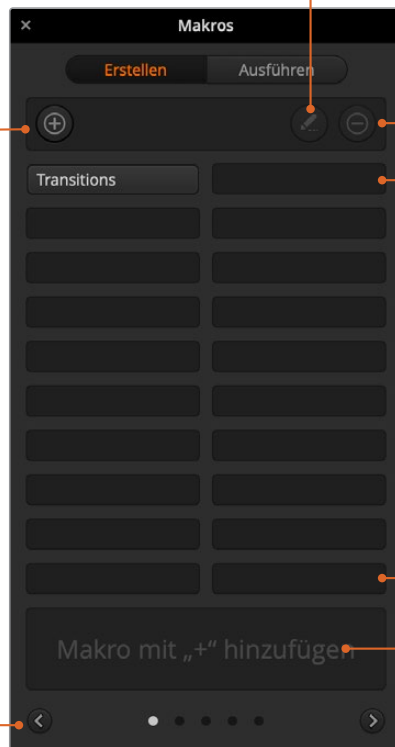 Makros
Erstellen Ausführen
Transitions
Makro mit „+“ hinzufügen